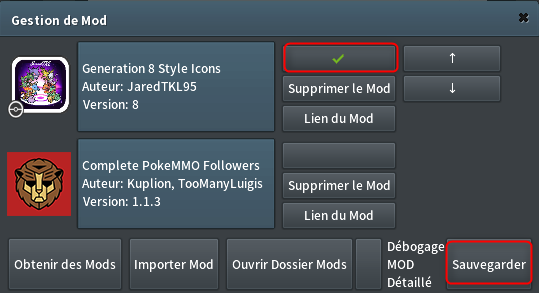 Gestion de Mod
Generation 8 Style Icons
Auteur: JaredTKL95
Version: 8
Supprimer le Mod
Lien du Mod
Complete PokeMMO Followers
Auteur: Kuplion, TooManyLuigis
Version: 1.1.3
Supprimer le Mod
Lien du Mod
Obtenir des Mods
Importer Mod
Ouvrir Dossier Mods
Débogage
MOD
Détaillé
Sauvegarder